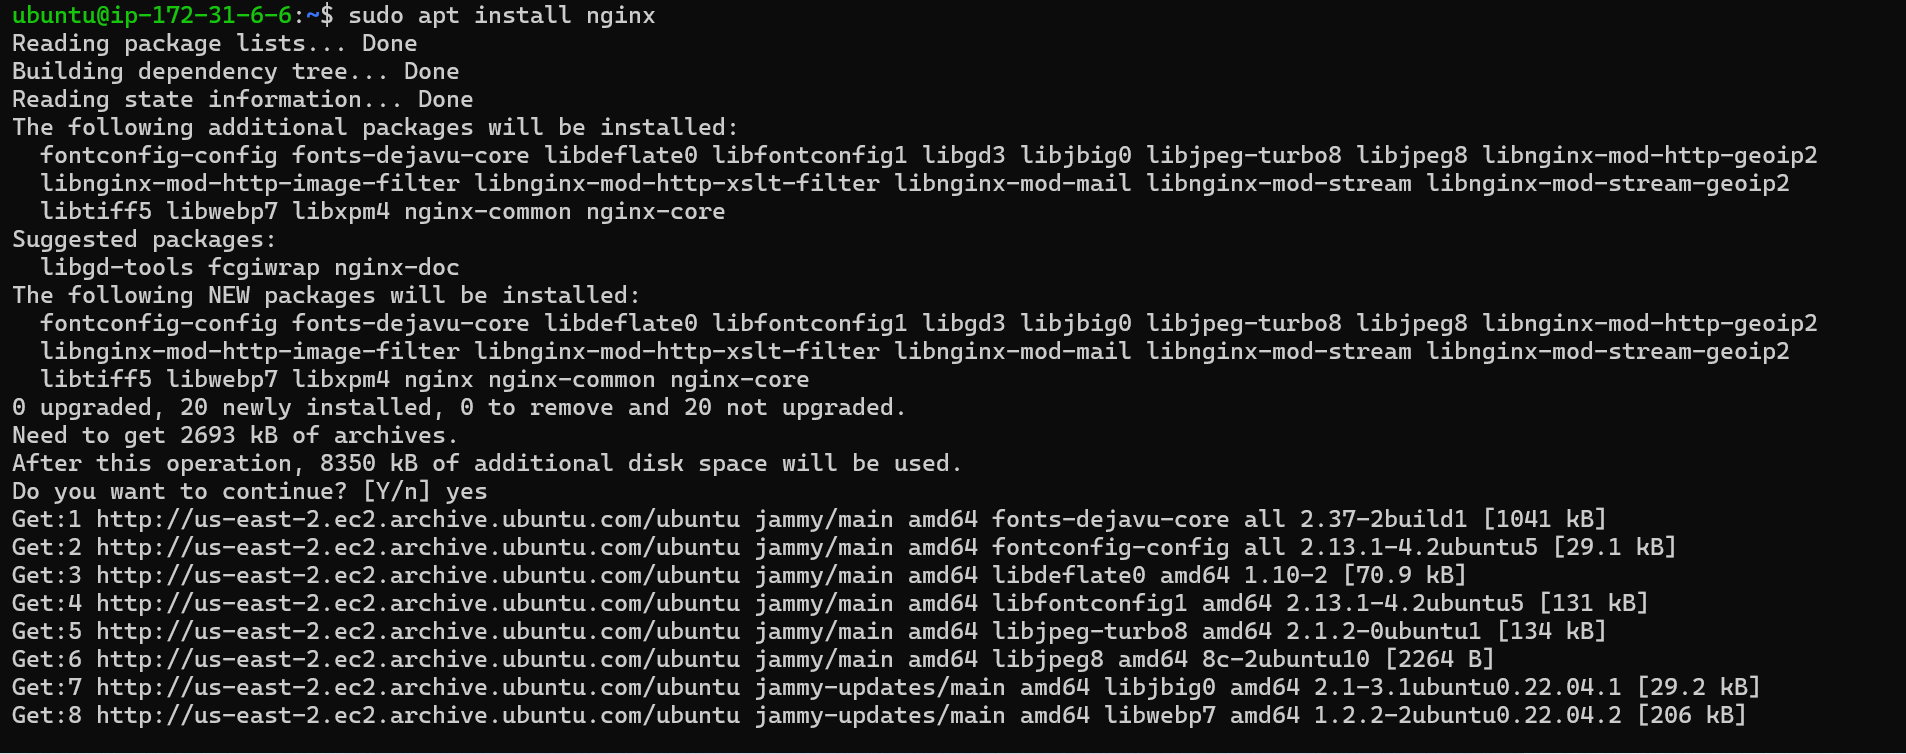 ubuntu@ip-172-31-6-6:~$ sudo apt install nginx
Reading package lists... Done
Building dependency tree... Done
Reading state information... Done
The following additional packages will be installed:
  fontconfig-config fonts-dejavu-core libdeflate0 libfontconfig1 libgd3 libjbig0 libjpeg-turbo8 libjpeg8 libnginx-mod-http-geoip2
  libnginx-mod-http-image-filter libnginx-mod-http-xslt-filter libnginx-mod-mail libnginx-mod-stream libnginx-mod-stream-geoip2
  libtiff5 libwebp7 libxpm4 nginx-common nginx-core
Suggested packages:
  libgd-tools fcgiwrap nginx-doc
The following NEW packages will be installed:
  fontconfig-config fonts-dejavu-core libdeflate0 libfontconfig1 libgd3 libjbig0 libjpeg-turbo8 libjpeg8 libnginx-mod-http-geoip2
  libnginx-mod-http-image-filter libnginx-mod-http-xslt-filter libnginx-mod-mail libnginx-mod-stream libnginx-mod-stream-geoip2
  libtiff5 libwebp7 libxpm4 nginx nginx-common nginx-core
0 upgraded, 20 newly installed, 0 to remove and 20 not upgraded.
Need to get 2693 kB of archives.
After this operation, 8350 kB of additional disk space will be used.
Do you want to continue? [Y/n] yes
Get:1 http://us-east-2.ec2.archive.ubuntu.com/ubuntu jammy/main amd64 fonts-dejavu-core all 2.37-2build1 [1041 kB]
Get:2 http://us-east-2.ec2.archive.ubuntu.com/ubuntu jammy/main amd64 fontconfig-config all 2.13.1-4.2ubuntu5 [29.1 kB]
Get:3 http://us-east-2.ec2.archive.ubuntu.com/ubuntu jammy/main amd64 libdeflate0 amd64 1.10-2 [70.9 kB]
Get:4 http://us-east-2.ec2.archive.ubuntu.com/ubuntu jammy/main amd64 libfontconfig1 amd64 2.13.1-4.2ubuntu5 [131 kB]
Get:5 http://us-east-2.ec2.archive.ubuntu.com/ubuntu jammy/main amd64 libjpeg-turbo8 amd64 2.1.2-0ubuntu1 [134 kB]
Get:6 http://us-east-2.ec2.archive.ubuntu.com/ubuntu jammy/main amd64 libjpeg8 amd64 8c-2ubuntu10 [2264 B]
Get:7 http://us-east-2.ec2.archive.ubuntu.com/ubuntu jammy-updates/main amd64 libjbig0 amd64 2.1-3.1ubuntu0.22.04.1 [29.2 kB]
Get:8 http://us-east-2.ec2.archive.ubuntu.com/ubuntu jammy-updates/main amd64 libwebp7 amd64 1.2.2-2ubuntu0.22.04.2 [206 kB]